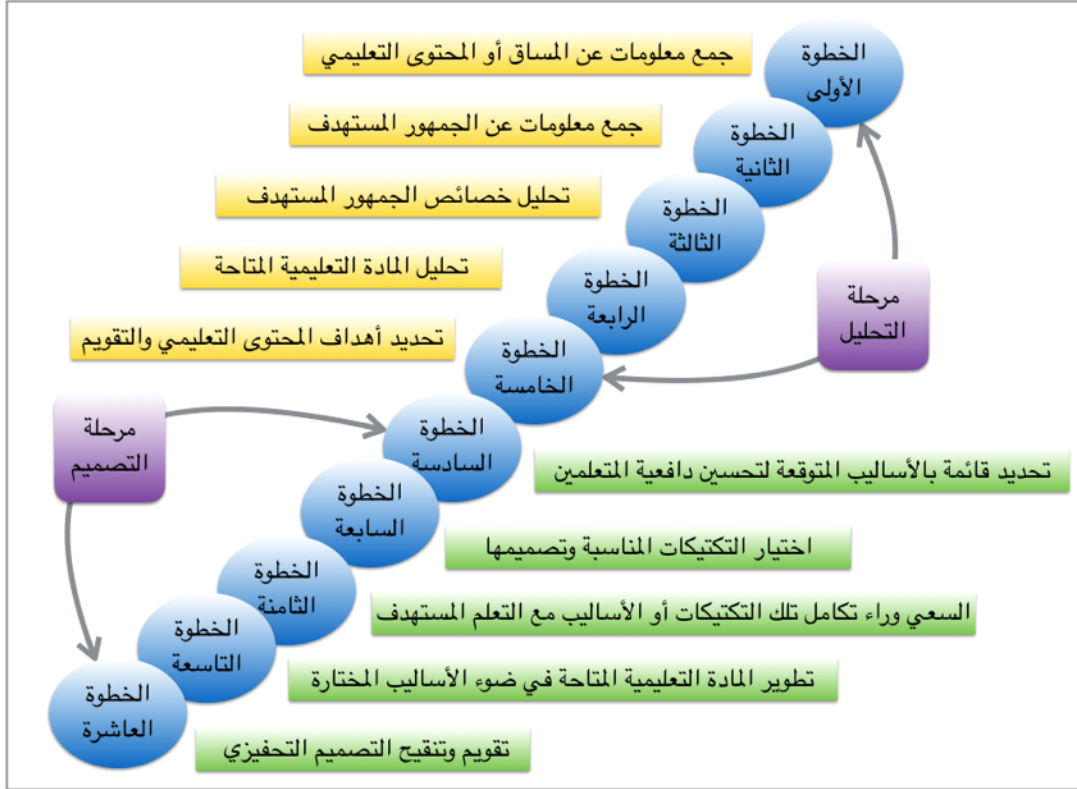 الخطوة
الأولى
جمع معلومات عن المساق أو المحتوى التعليمي
الخطوة
الثانية
جمع معلومات عن الجمهور المستهدف
الخطوة
الثالثة
تحليل خصائص الجمهور المستهدف
الخطوة
الرابعة
تحليل المادة التعليمية المتاحة
مرحلة
التحليل
الخطوة
الخامسة
تحديد أهداف المحتوى التعليمي والتقويم
مرحلة
التصميم
الخطوة
السادسة
تحديد قائمة بالأساليب المتوقعة لتحسين دافعية المتعلمين
الخطوة
السابعة
اختيار التكتيكات المناسبة وتصميمها
الخطوة
الثامنة
السعي وراء تكامل تلك التكتيكات أو الأساليب مع التعلم المستهدف
الخطوة
التاسعة
تطوير المادة التعليمية المتاحة في ضوء الأساليب المختارة
الخطوة
العاشرة
تقويم وتنقيح التصميم التحفيزي